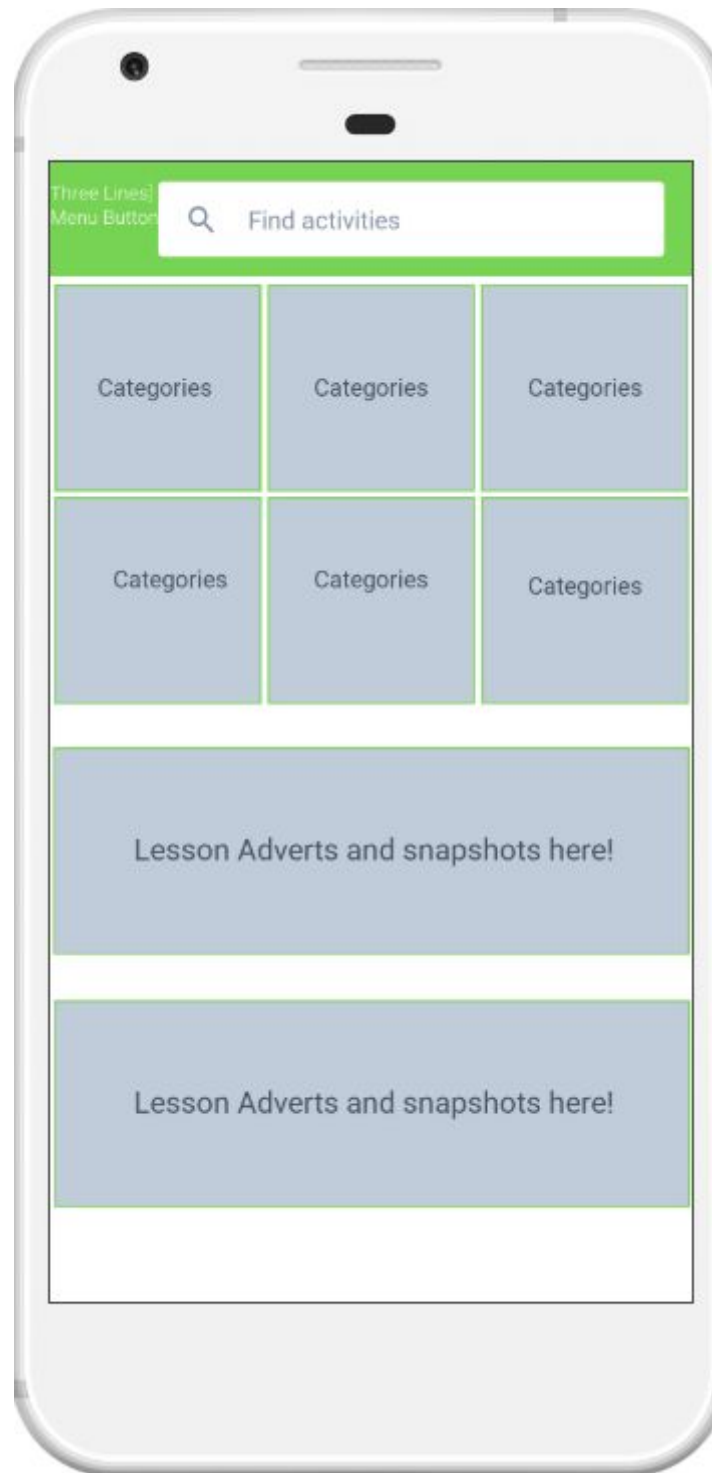 Three Lines]
Menu Button
Find activities
Categories
Categories
Categories
Categories
Categories
Categories
Lesson Adverts and snapshots here!
Lesson Adverts and snapshots here!